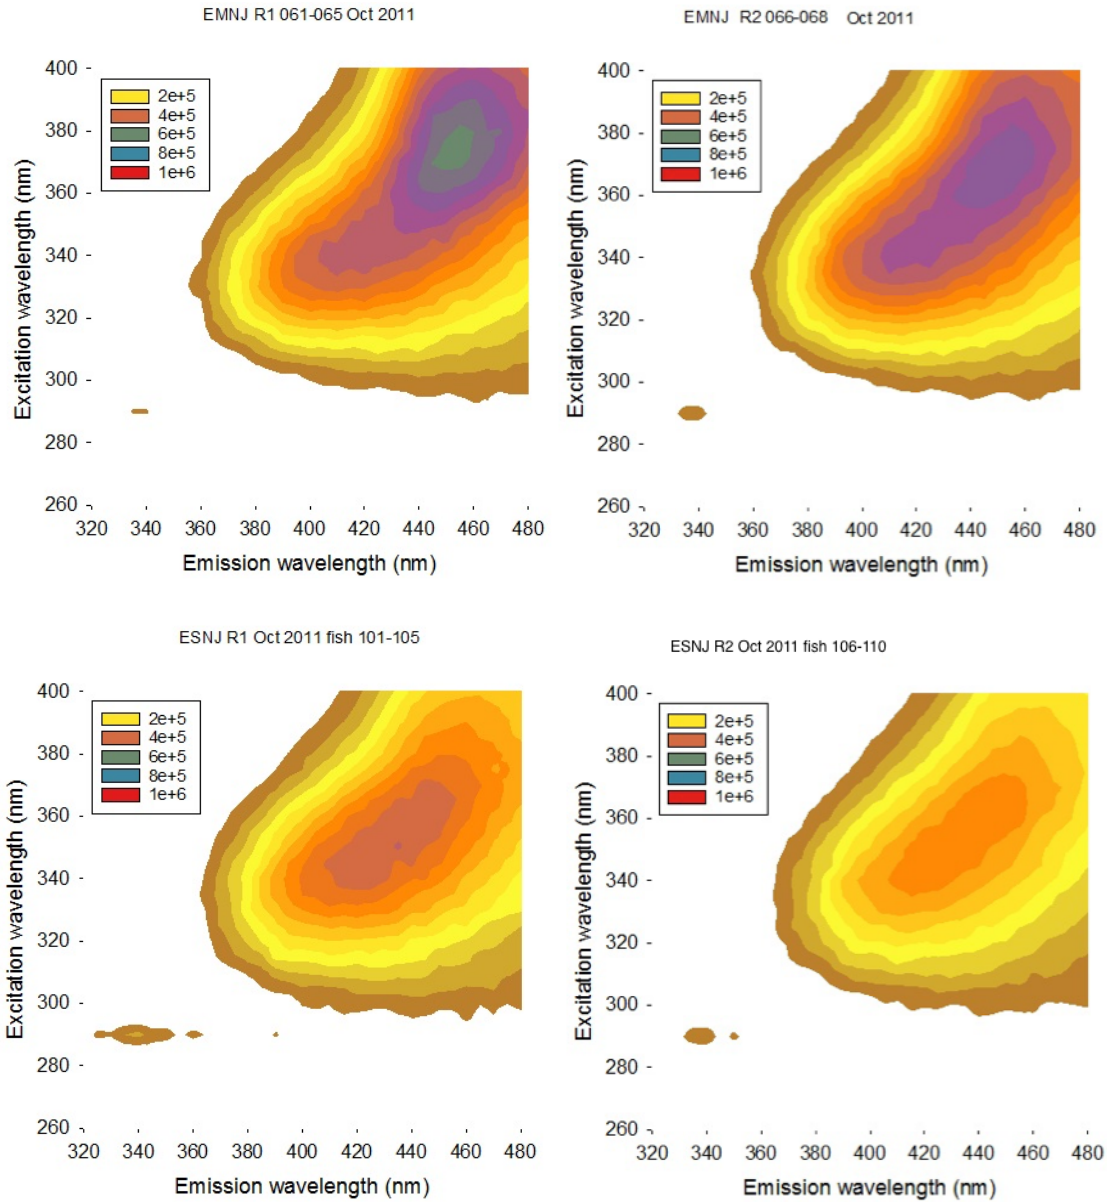 EMNJ R1 061-065 Oct 2011
400
380
360
340
320
300
280
260
2e+5
4e+5
6e+5
8e+5
1e+6
Excitation wavelength (nm)
320 340 360 380 400 420 440 460 480
Emission wavelength (nm)
EMNJ R2 066-068 Oct 2011
400
380
360
340
320
300
280
260
2e+5
4e+5
6e+5
8e+5
1e+6
Excitation wavelength (nm)
320 340 360 380 400 420 440 460 480
Emission wavelength (nm)
ESNJ R1 Oct 2011 fish 101-105
400
380
360
340
320
300
280
260
2e+5
4e+5
6e+5
8e+5
1e+6
Excitation wavelength (nm)
320 340 360 380 400 420 440 460 480
Emission wavelength (nm)
ESNJ R2 Oct 2011 fish 106-110
400
380
360
340
320
300
280
260
2e+5
4e+5
6e+5
8e+5
1e+6
Excitation wavelength (nm)
320 340 360 380 400 420 440 460 480
Emission wavelength (nm)